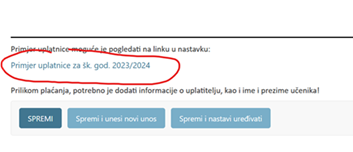 Primjer uplatnice moguće je pogledati na linku u nastavku:
Primjer uplatnice za šk. god. 2023/2024
Prilikom plaćanja, potrebno je dodati informacije o uplatitelju, kao i ime i prezime učenika!
SPREMI Spremi i unesi novi unos Spremi i nastavi uređivati